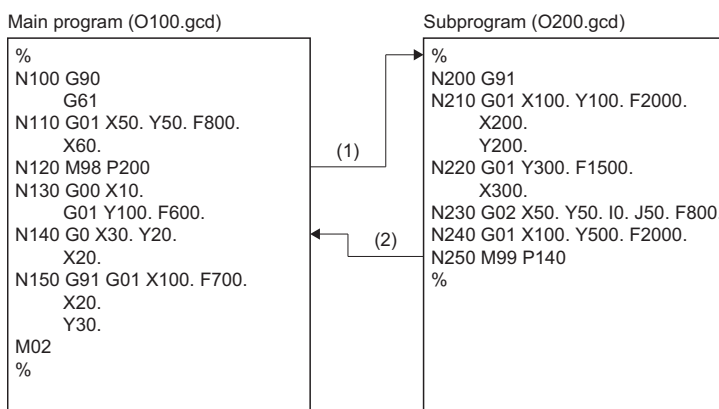 Main program (O100.gcd)
%
N100 G90
G61
N110 G01 X50. Y50. F800.
X60.
N120 M98 P200
N130 G00 X10.
G01 Y100. F600.
N140 G0 X30. Y20.
X20.
N150 G91 G01 X100. F700.
X20.
Y30.
M02
%
(1)
(2)
Subprogram (O200.gcd)
%
N200 G91
N210 G01 X100. Y100. F2000.
X200.
Y200.
N220 G01 Y300. F1500.
X300.
N230 G02 X50. Y50. I0. J50. F800.
N240 G01 X100. Y500. F2000.
N250 M99 P140
%